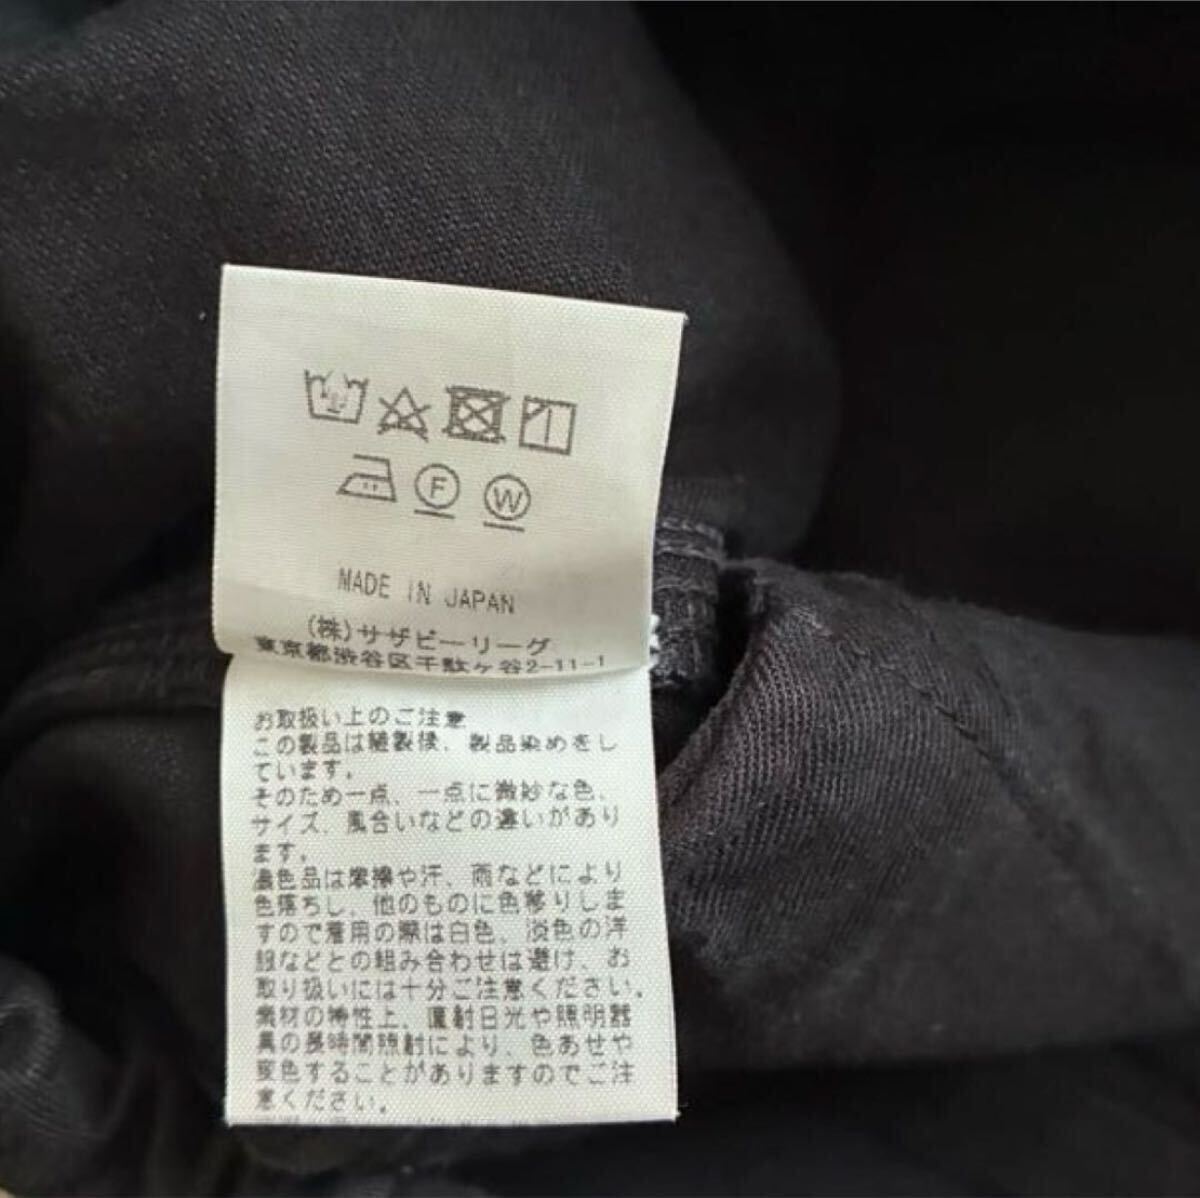 F W
MADE IN JAPAN
(株)サザビーリーグ
東京都渋谷区千駄ヶ谷2-11-1
お取扱い上のご注意
この製品は縫製後、製品染めをし
ています。
そのため一点、一点に微妙な色、
サイズ、風合いなどの違いがあり
ます。
濃色品は摩擦や汗、雨などにより
色落ちし、他のものに色移りしま
すので着用の際は白色、淡色の洋
服などとの組み合わせは避け、お
取り扱いには十分ご注意ください。
素材の特性上、直射日光や照明器
具の長時間照射により、色あせや
変色することがありますのでご注
意ください。